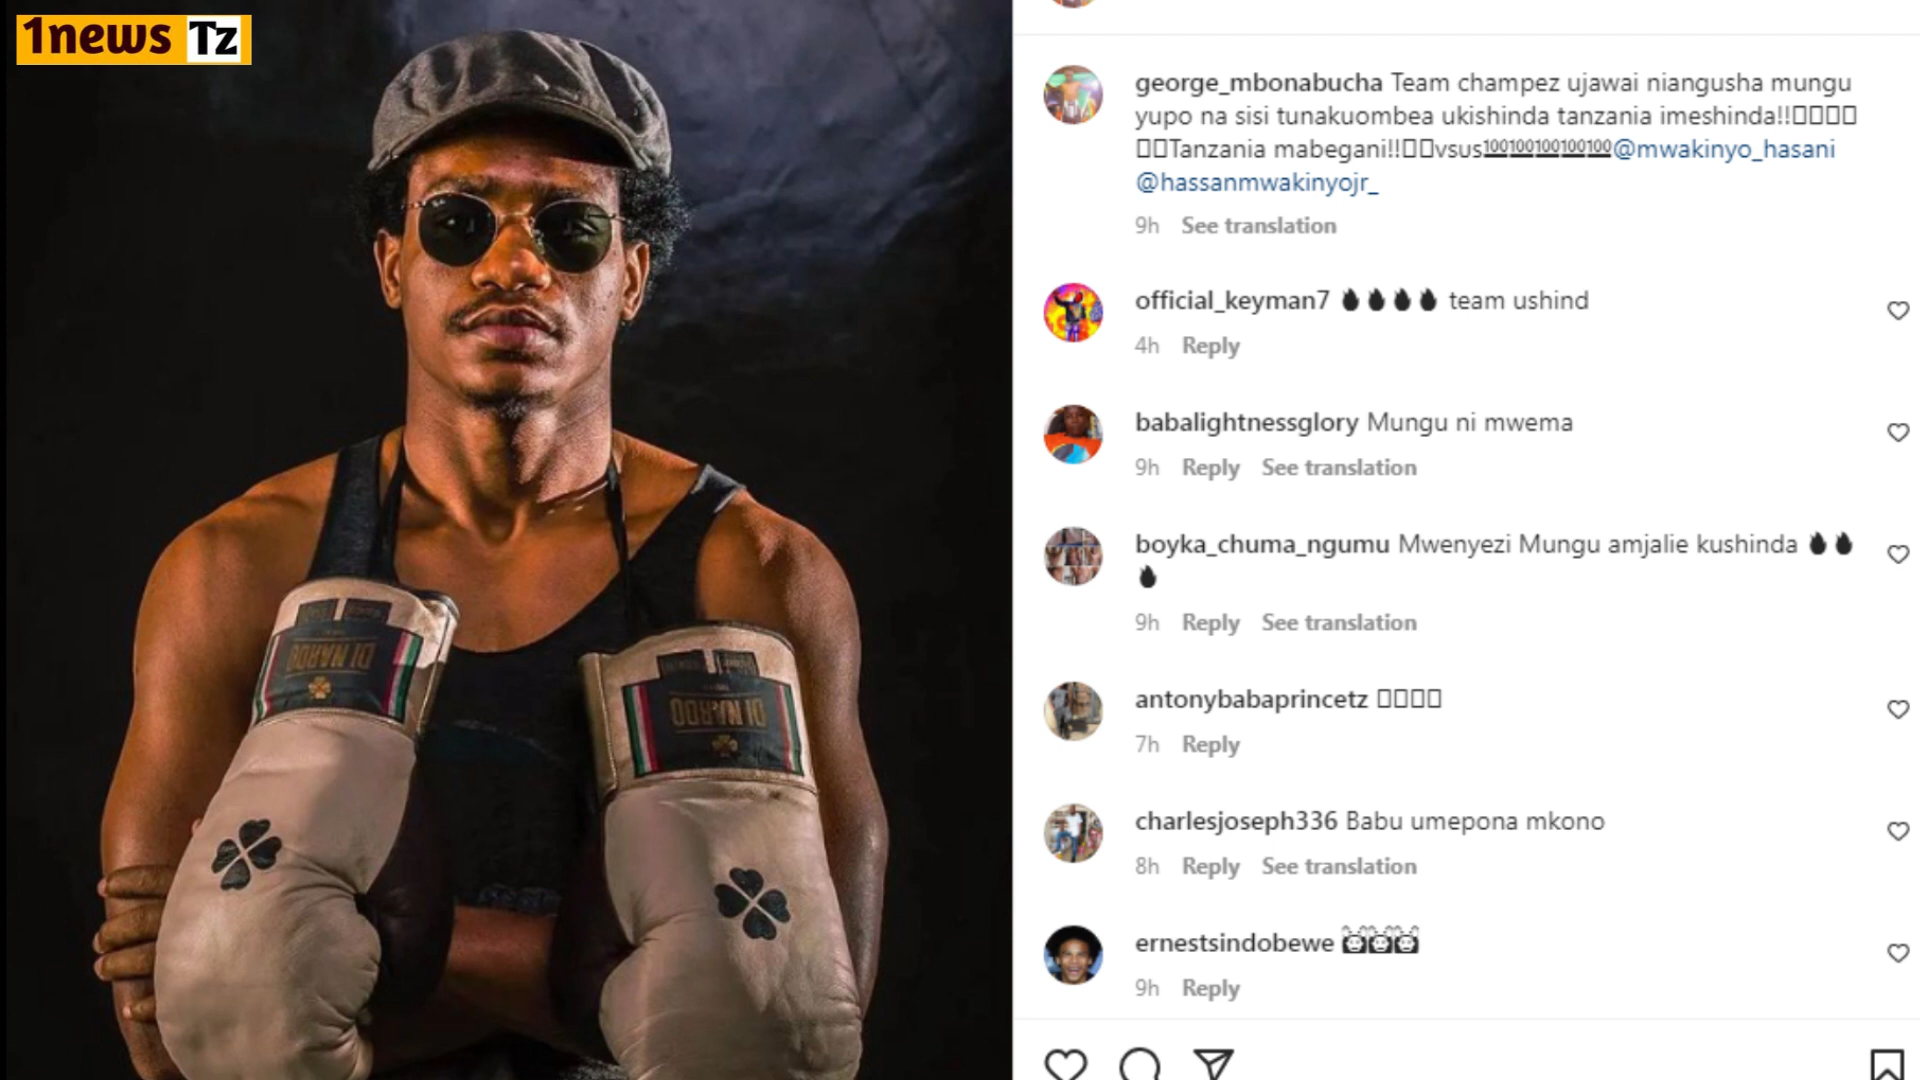 1news Tz
DI NARDO
DI NARDO
george_mbonabucha Team champez ujawai niangusha mungu
yupo na sisi tunakuombea ukishinda tanzania imeshinda!!
Tanzania mabegani!!vsus💯💯💯💯💯@mwakinyo_hasani
@hassanmwakinyojr_
9h See translation
official_keyman7 🔥🔥🔥🔥 team ushind
4h Reply
babalightnessglory Mungu ni mwema
9h Reply See translation
boyka_chuma_ngumu Mwenyezi Mungu amjalie kushinda 🔥🔥
🔥
9h Reply See translation
antonybabaprincetz
7h Reply
charlesjoseph336 Babu umepona mkono
8h Reply See translation
ernestsindobewe 🙌🙌🙌
9h Reply